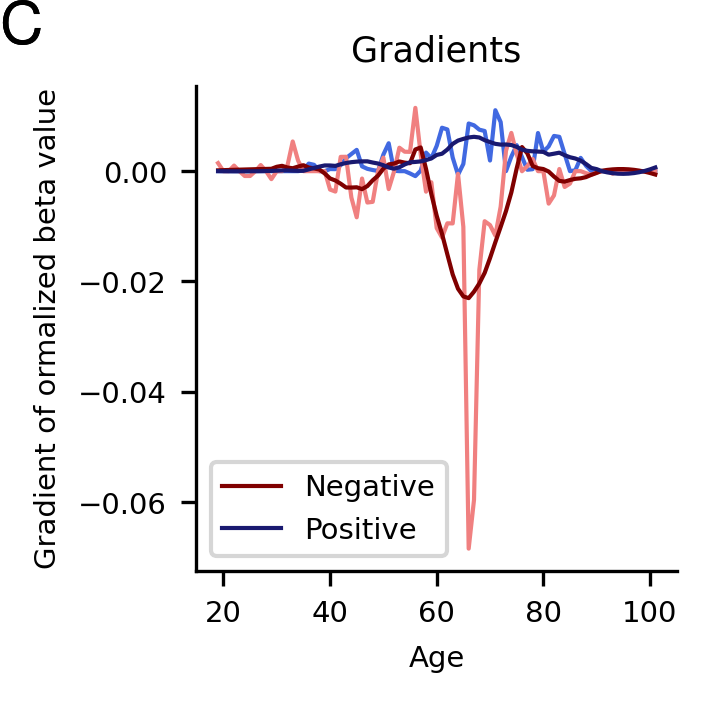 C
Gradients
Gradient of ormalized beta value
0.00
−0.02
−0.04
−0.06
Negative
Positive
20 40 60 80 100
Age